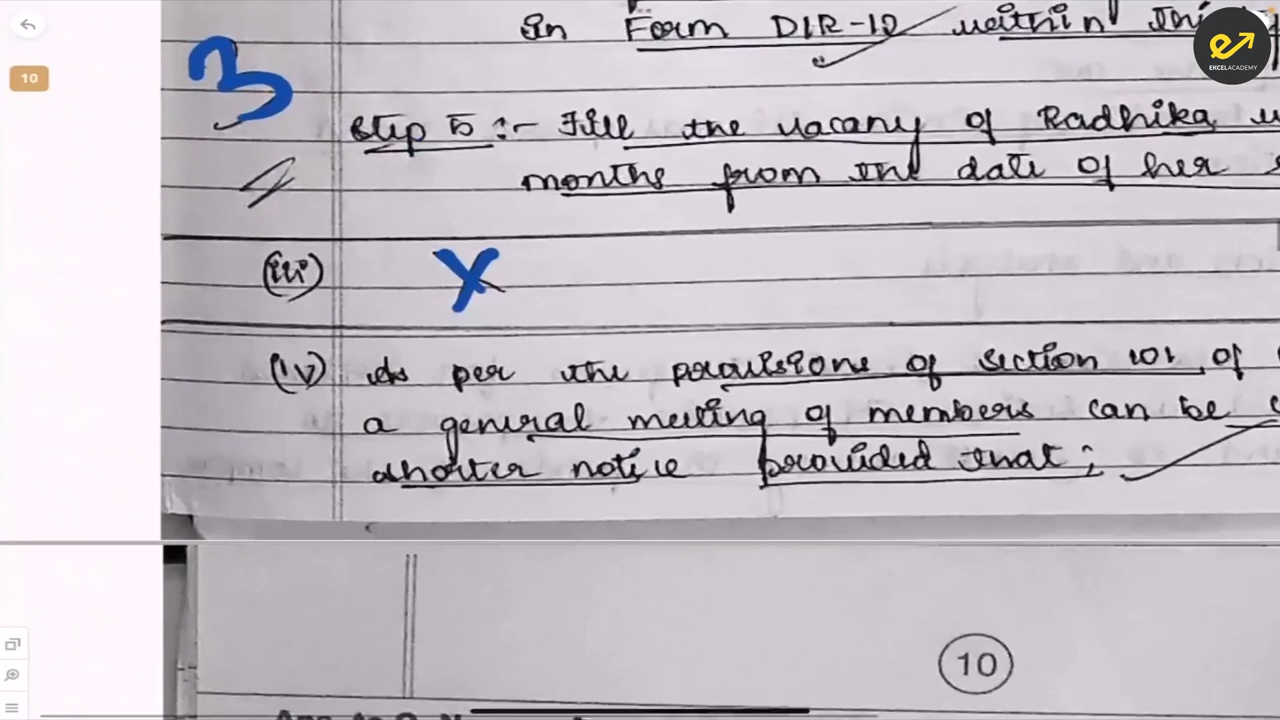 in Form DIR-12 within
10
3
Step 5 :- Fill the vacany of Radhika
months from the date of her
(iii) X
(iv) As per the provisions of section 101, of
a general meeting of members can be
shorter notice provided that;
10
e
EKCELACADEMY